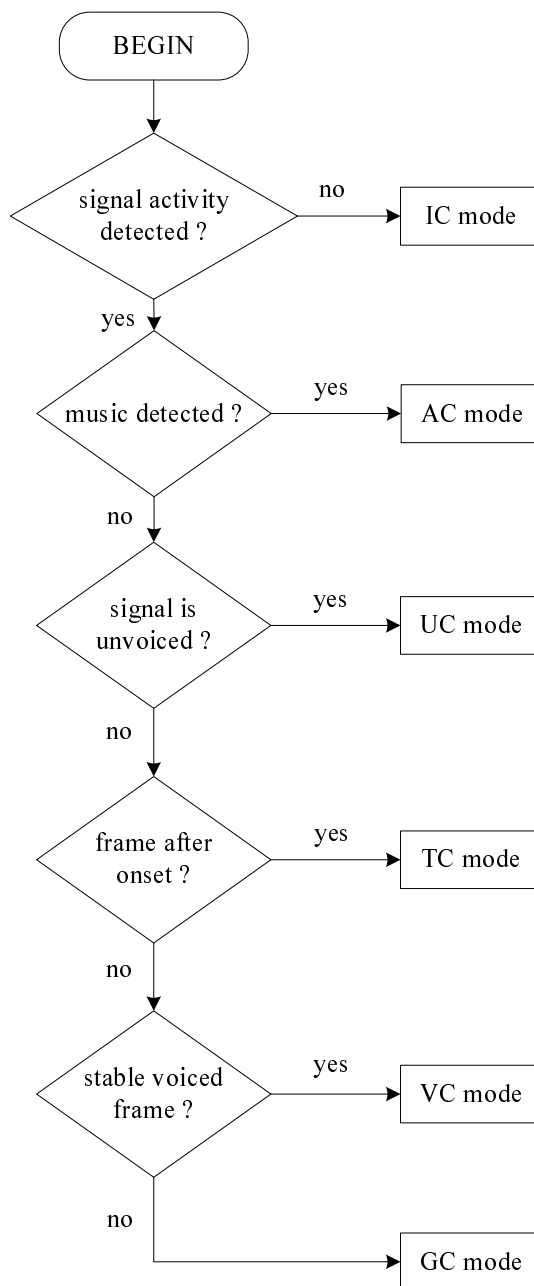 BEGIN
signal activity
detected ?
no
IC mode
yes
music detected ?
yes
AC mode
no
signal is
unvoiced ?
yes
UC mode
no
frame after
onset ?
yes
TC mode
no
stable voiced
frame ?
yes
VC mode
no
GC mode